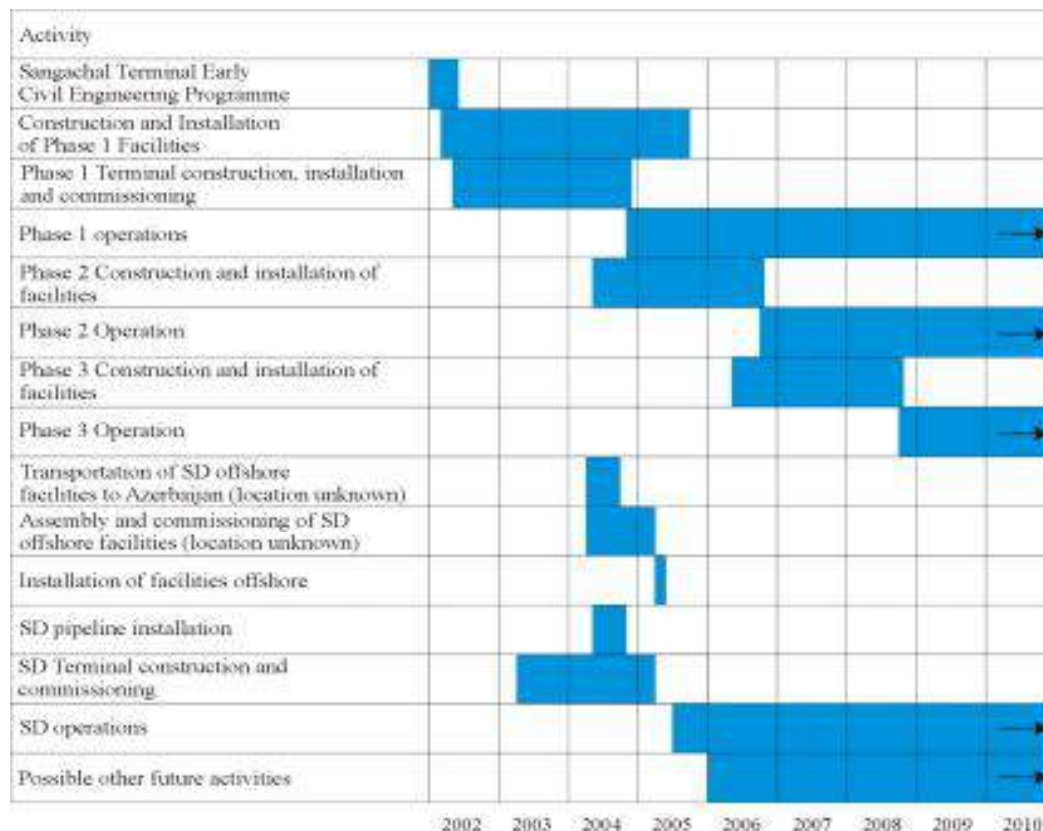 Activity
Sangachal Terminal Early
Civil Engineering Programme
Construction and Installation
of Phase 1 Facilities
Phase 1 Terminal construction, installation
and commissioning
Phase 1 operations
Phase 2 Construction and installation of
facilities
Phase 2 Operation
Phase 3 Construction and installation of
facilities
Phase 3 Operation
Transportation of SD offshore
facilities to Azerbaijan (location unknown)
Assembly and commissioning of SD
offshore facilities (location unknown)
Installation of facilities offshore
SD pipeline installation
SD Terminal construction and
commissioning
SD operations
Possible other future activities
2002 2003 2004 2005 2006 2007 2008 2009 2010